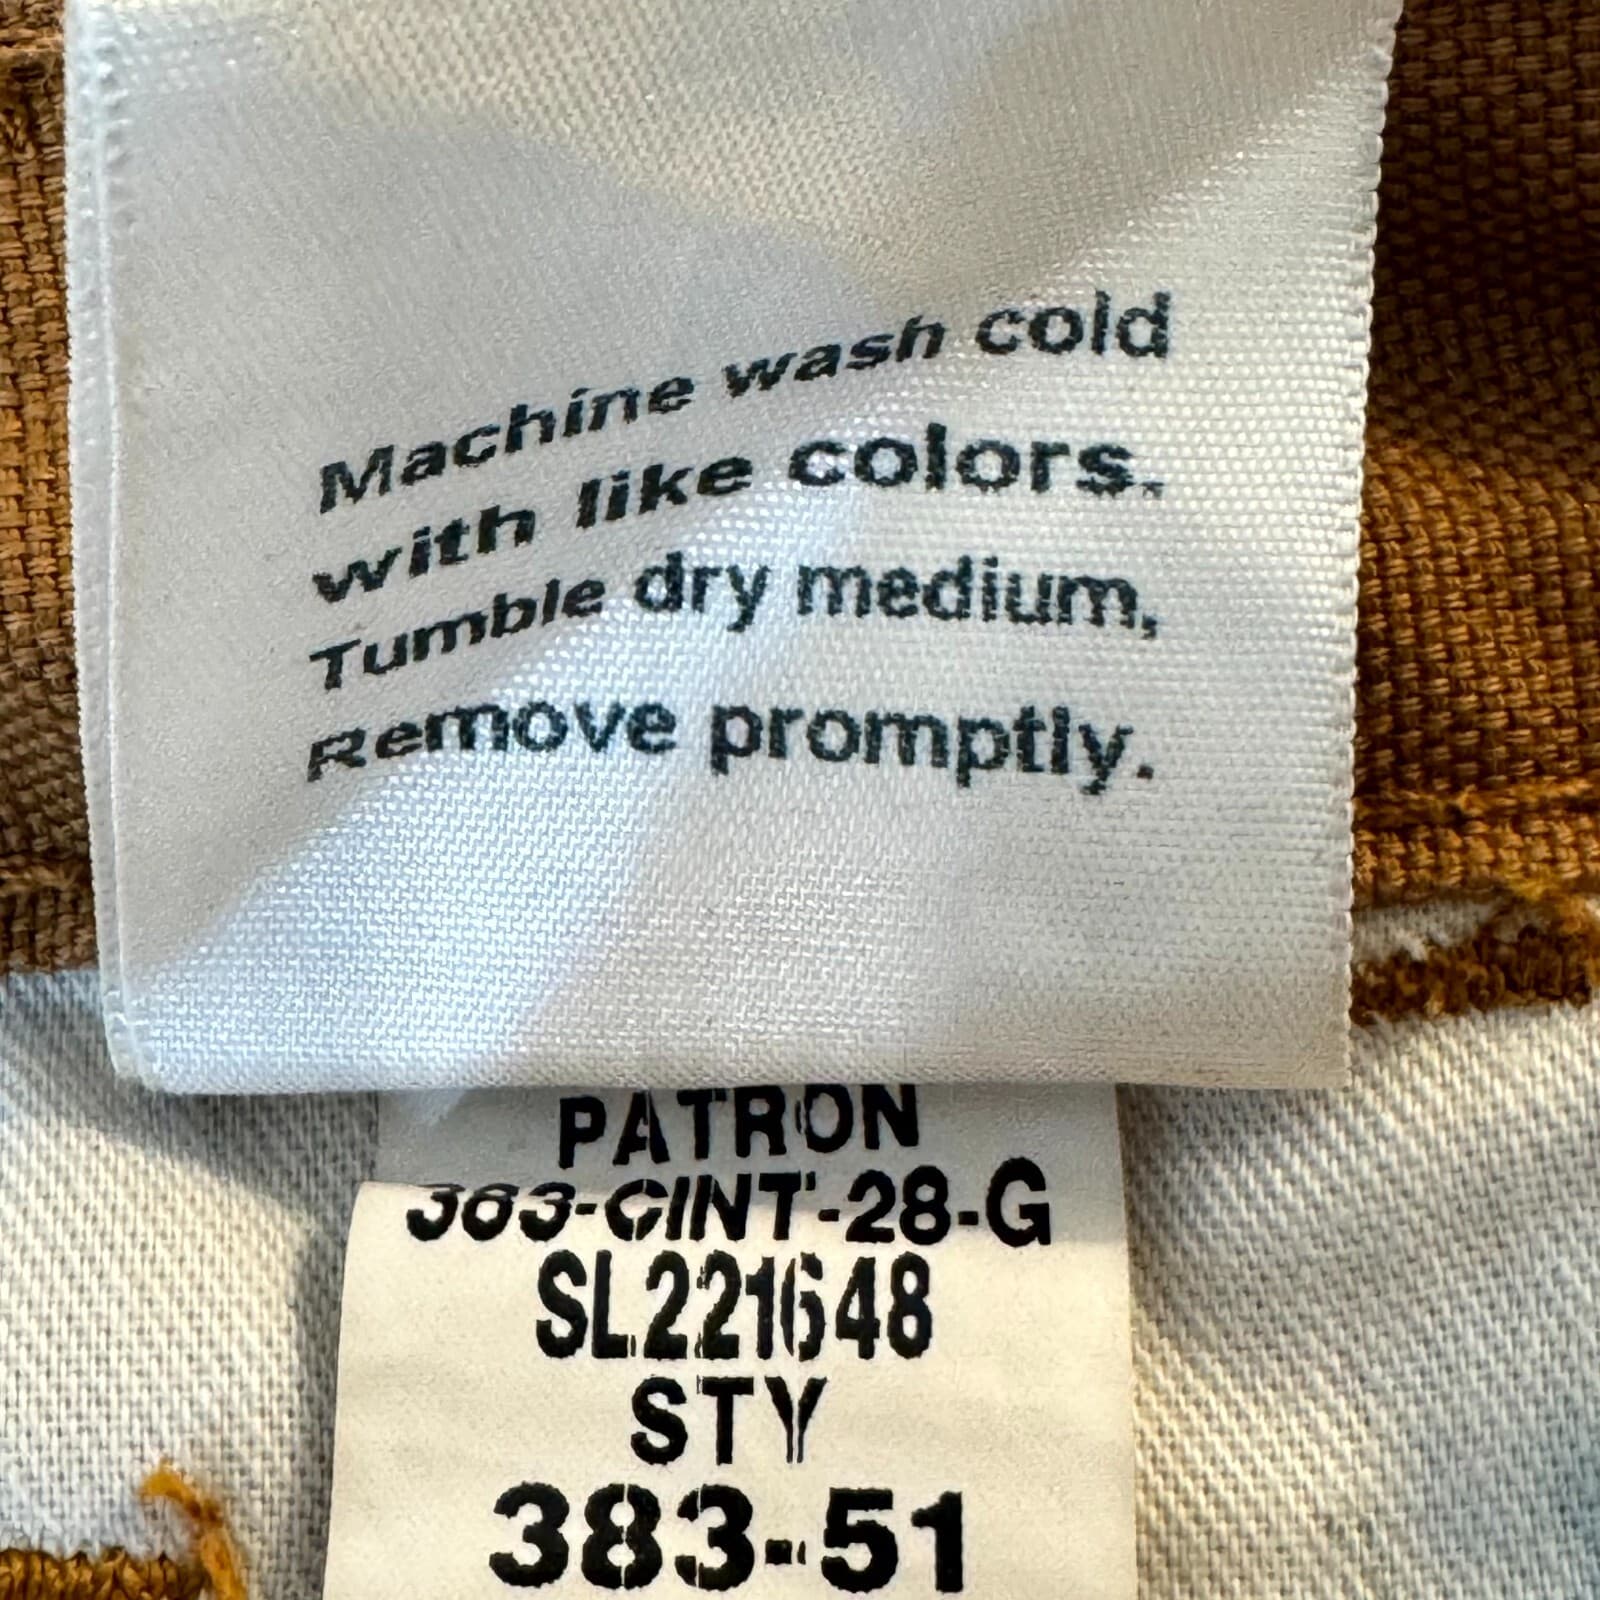 Machine wash cold
with like colors.
Tumble dry medium,
Remove promptly.
PATRON
383-CINT'-28-G
SL221648
STY
383-51